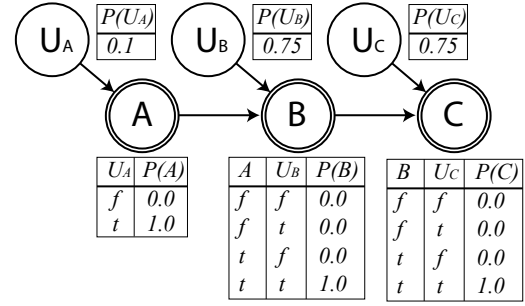 U_A P(U_A) U_B P(U_B) U_C P(U_C)
0.1 0.75 0.75
A B C
U_A P(A) A U_B P(B) B U_C P(C)
f 0.0 f f 0.0 f f 0.0
t 1.0 f t 0.0 f t 0.0
t f 0.0 t f 0.0
t t 1.0 t t 1.0